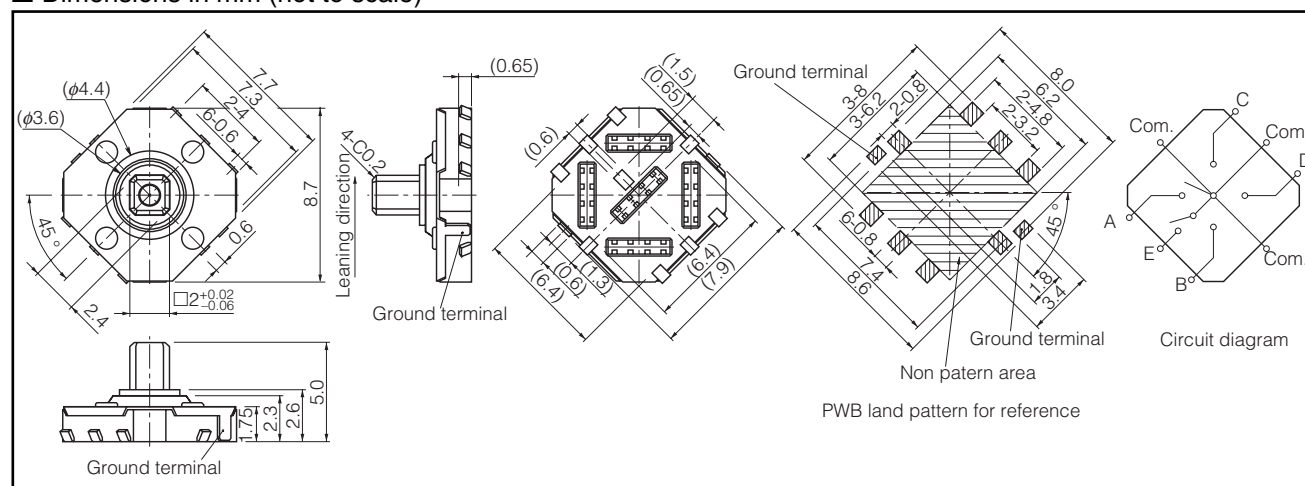 Dimensions in mm (not to scale)
(φ4.4)
(φ3.6)
7.7
7.3
2-4
6-0.6
8.7
45°
0.6
2.4
□2+0.02 -0.06
5.0
2.6
2.3
1.75
Ground terminal
(0.65)
4-C0.2
Leaning direction
Ground terminal
(1.5)
(0.65)
(0.6)
(6.4)
(0.6)
(1.3)
(6.4)
(7.9)
Ground terminal
3.8
3-6.2
2-0.8
8.0
6.2
2-4.8
2-3.2
45°
6-0.8
7.4
8.6
1.8
3.4
Ground terminal
Non patern area
PWB land pattern for reference
C
Com.
Com.
D
A
E
B
Com.
Circuit diagram